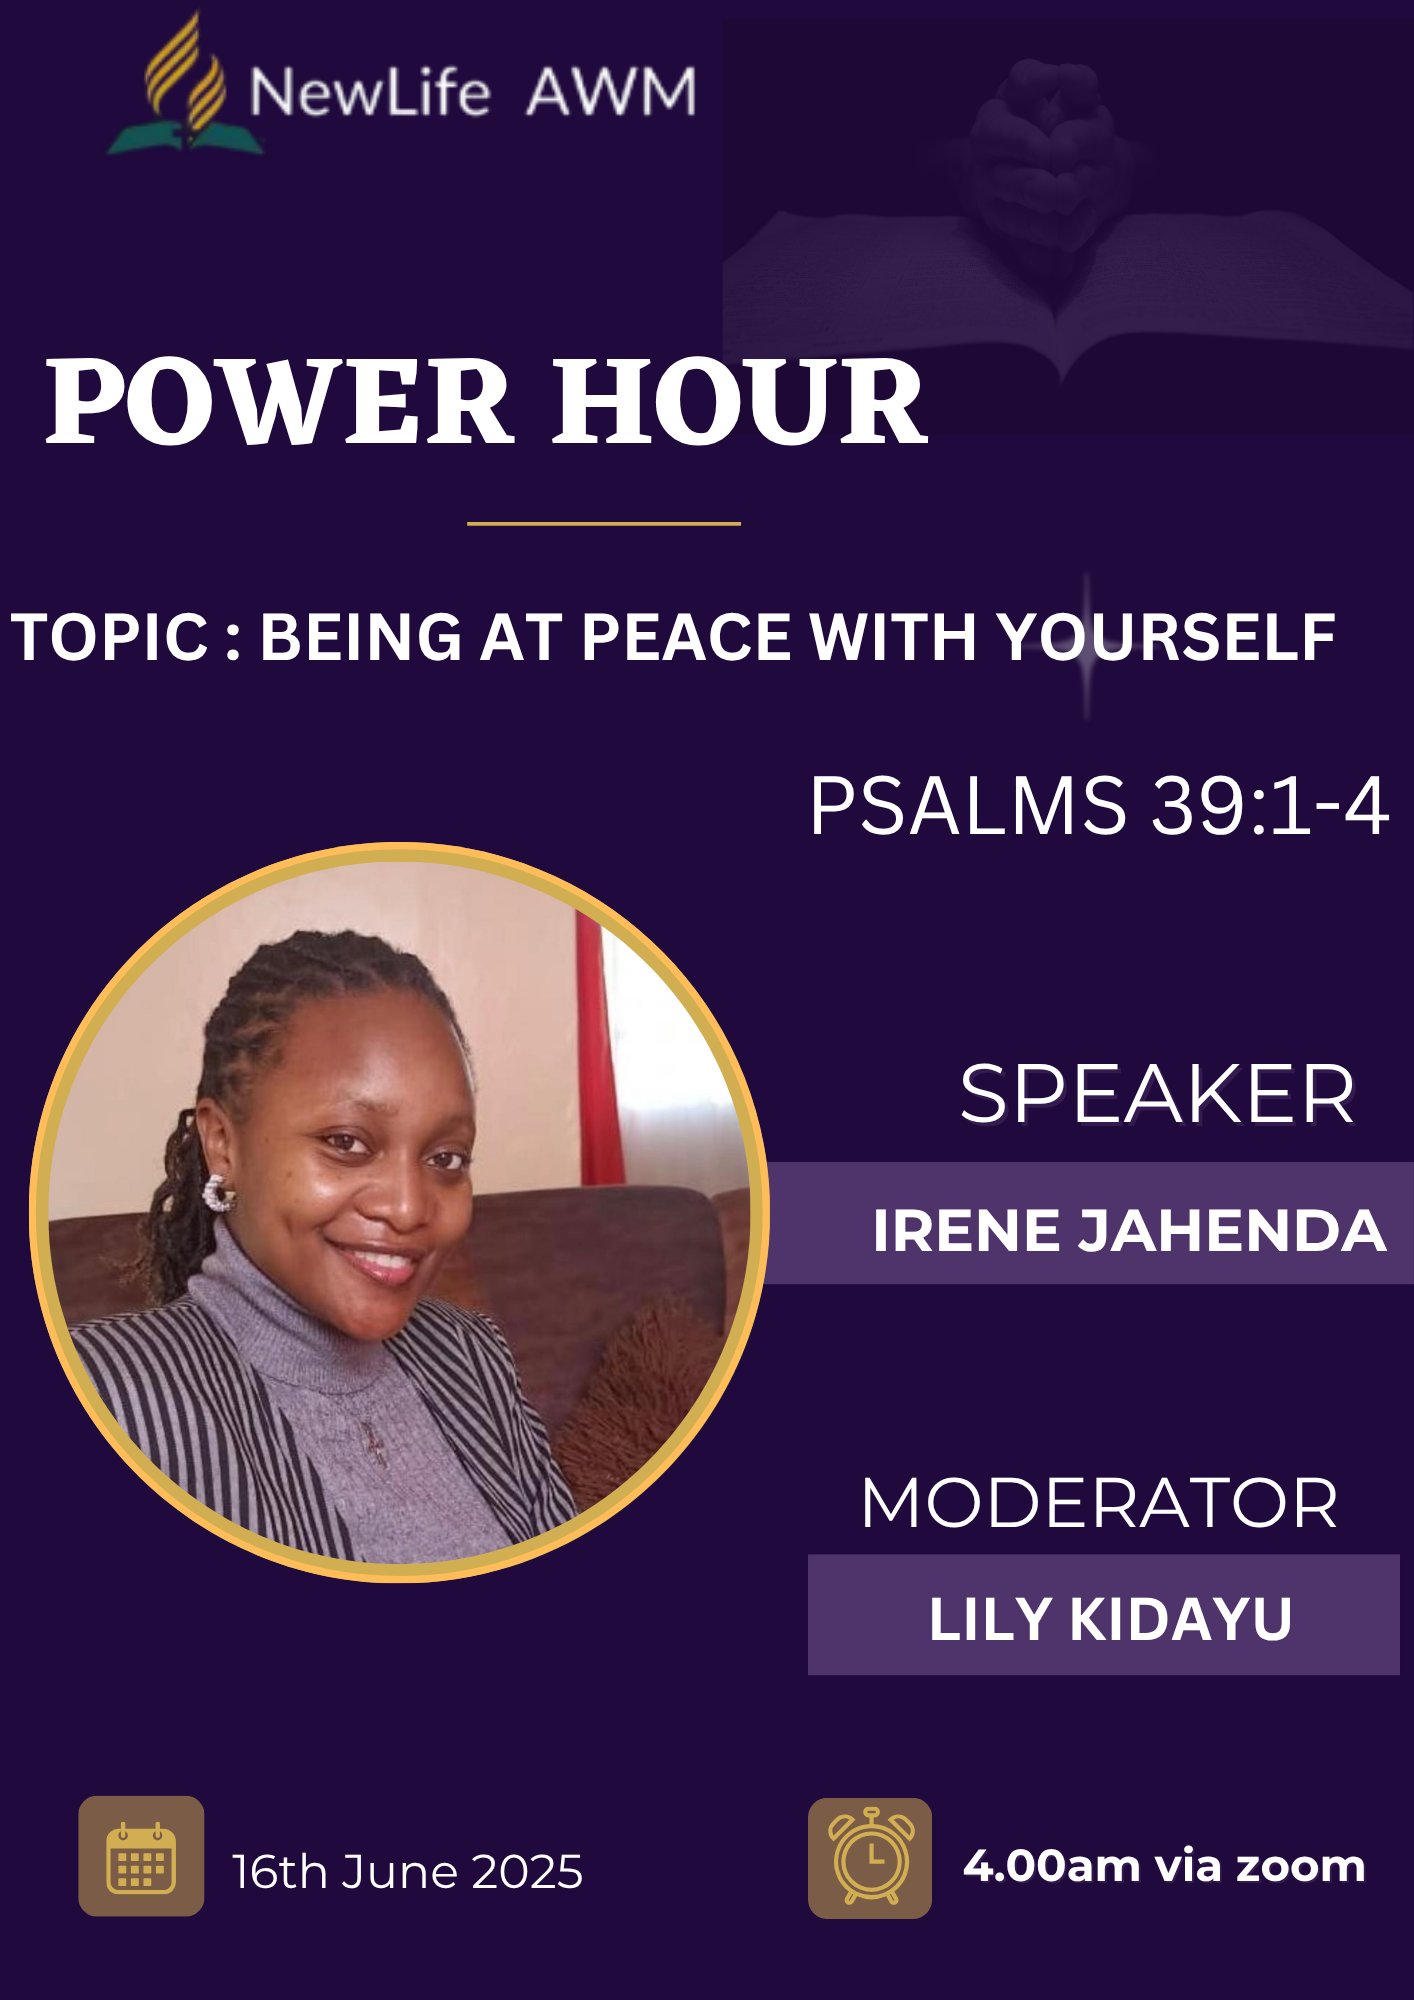 NewLife AWM
POWER HOUR
TOPIC : BEING AT PEACE WITH YOURSELF
PSALMS 39:1-4
SPEAKER
IRENE JAHENDA
MODERATOR
LILY KIDAYU
16th June 2025
4.00am via zoom